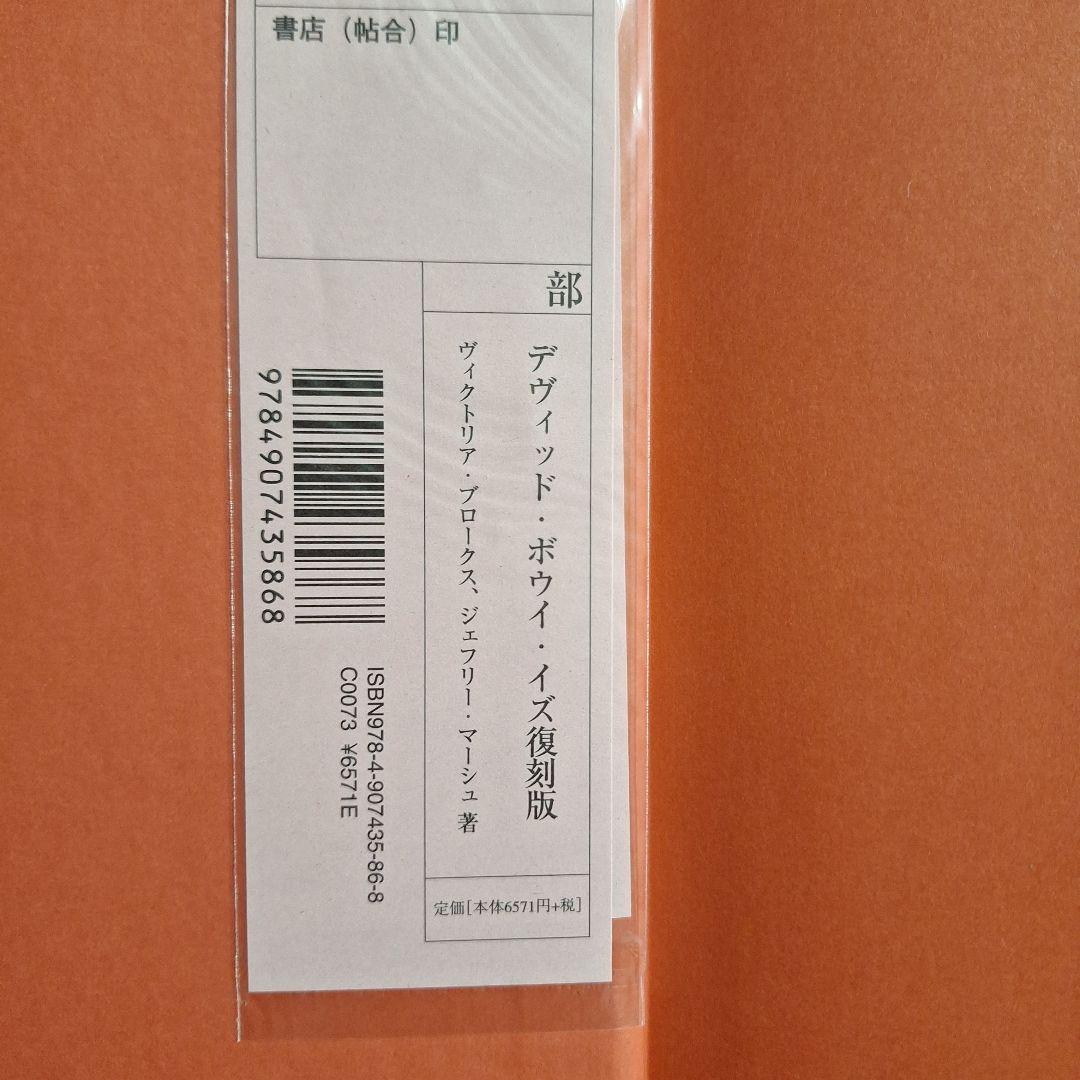 書店（帖合）印
部
デヴィッド・ボウイ・イズ復刻版
ヴィクトリア・ブロークス、ジェフリー・マーシュ 著
定価[本体6571円+税]
9784907435868
ISBN978-4-907435-86-8
C0073 ¥6571E